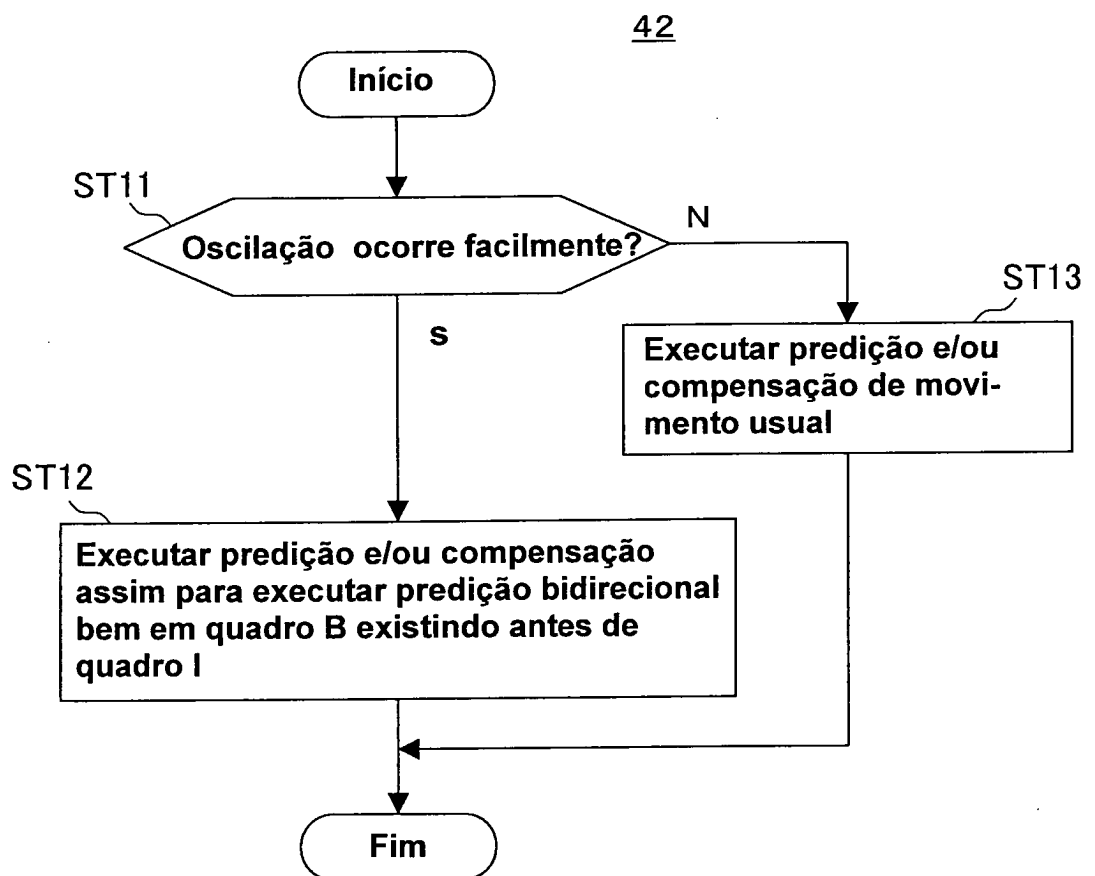 42
Início
ST11
Oscilação ocorre facilmente?
N
s
ST13
Executar predição e/ou
compensação de movi-
mento usual
ST12
Executar predição e/ou compensação
assim para executar predição bidirecional
bem em quadro B existindo antes de
quadro I
Fim